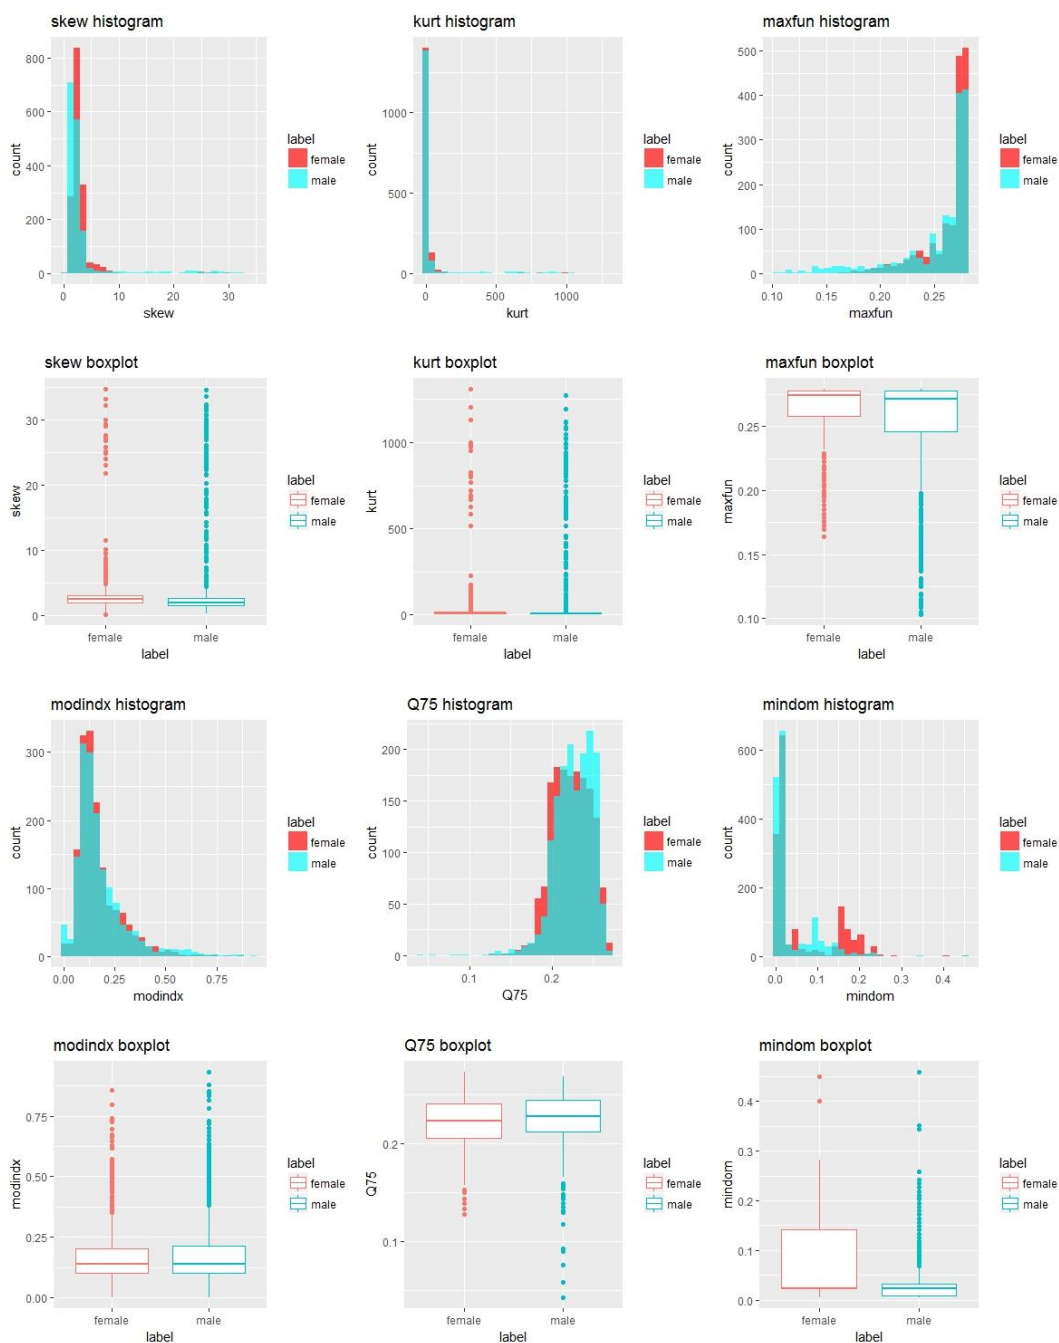 skew histogram
800
600
400
200
0
count
0 10 20 30
skew
label
female
male
kurt histogram
1500
1000
500
0
count
0 500 1000
kurt
label
female
male
maxfun histogram
500
400
300
200
100
0
count
0.10 0.15 0.20 0.25
maxfun
label
female
male
skew boxplot
30
20
10
0
skew
female male
label
label
female
male
kurt boxplot
1000
500
0
kurt
female male
label
label
female
male
maxfun boxplot
0.25
0.20
0.15
0.10
maxfun
female male
label
label
female
male
modindx histogram
300
200
100
0
count
0.00 0.25 0.50 0.75
modindx
label
female
male
Q75 histogram
200
150
100
50
0
count
0.1 0.2
Q75
label
female
male
mindom histogram
600
400
200
0
count
0.0 0.1 0.2 0.3 0.4
mindom
label
female
male
modindx boxplot
0.75
0.50
0.25
0.00
modindx
female male
label
label
female
male
Q75 boxplot
0.2
0.1
Q75
female male
label
label
female
male
mindom boxplot
0.4
0.3
0.2
0.1
0.0
mindom
female male
label
label
female
male